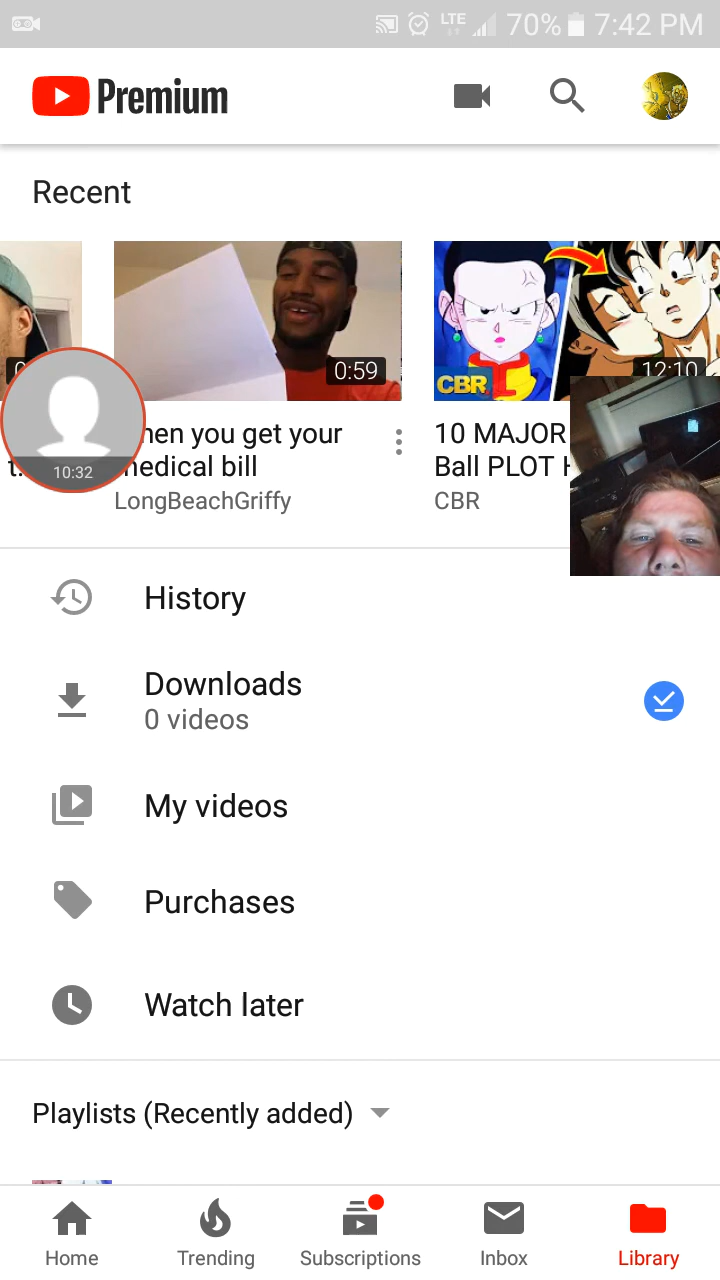 LTE 70% 7:42 PM
Premium
Recent
0:59
CBR
12:10
hen you get your
edical bill
LongBeachGriffy
10 MAJOR
Ball PLOT
CBR
10:32
History
Downloads
0 videos
My videos
Purchases
Watch later
Playlists (Recently added)
Home
Trending
Subscriptions
Inbox
Library